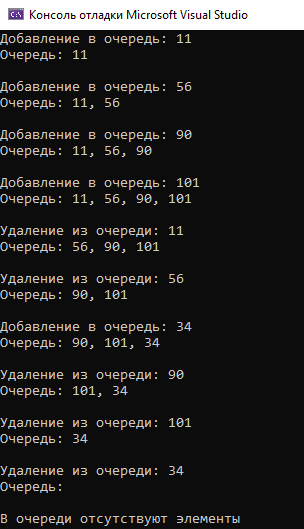 Консоль отладки Microsoft Visual Studio
Добавление в очередь: 11
Очередь: 11
Добавление в очередь: 56
Очередь: 11, 56
Добавление в очередь: 90
Очередь: 11, 56, 90
Добавление в очередь: 101
Очередь: 11, 56, 90, 101
Удаление из очереди: 11
Очередь: 56, 90, 101
Удаление из очереди: 56
Очередь: 90, 101
Добавление в очередь: 34
Очередь: 90, 101, 34
Удаление из очереди: 90
Очередь: 101, 34
Удаление из очереди: 101
Очередь: 34
Удаление из очереди: 34
Очередь:
В очереди отсутствуют элементы